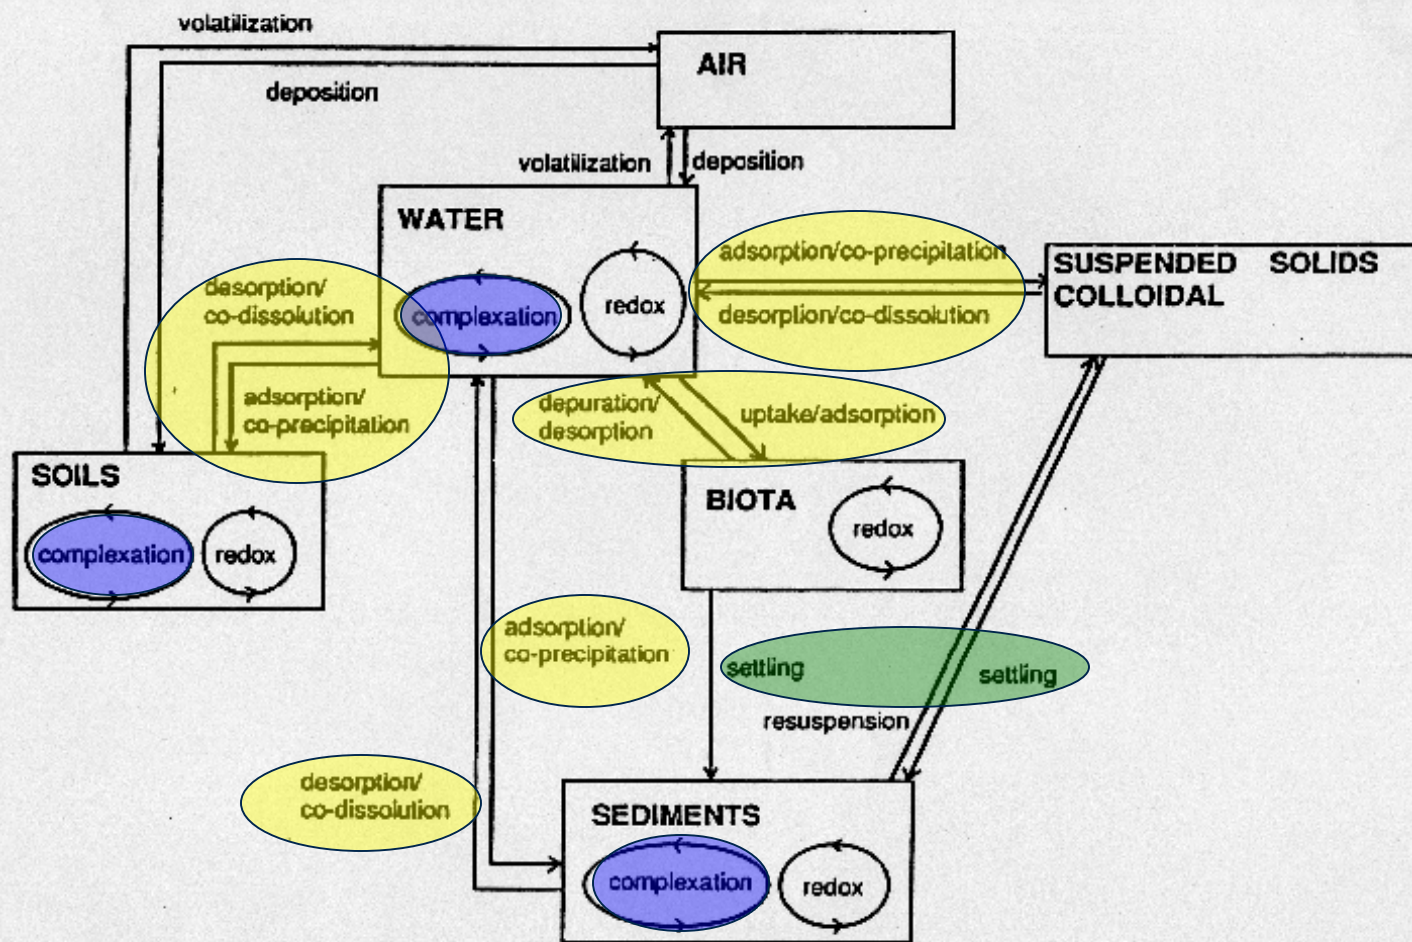 volatilization
AIR
deposition
volatilization
deposition
WATER
adsorption/co-precipitation
SUSPENDED SOLIDS
COLLOIDAL
desorption/
co-dissolution
complexation
redox
desorption/co-dissolution
adsorption/
co-precipitation
depuration/
desorption
uptake/adsorption
SOILS
BIOTA
redox
complexation
redox
adsorption/
co-precipitation
settling
settling
resuspension
desorption/
co-dissolution
SEDIMENTS
complexation
redox